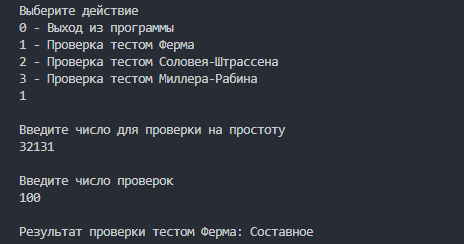 Выберите действие
0 - Выход из программы
1 - Проверка тестом Ферма
2 - Проверка тестом Соловея-Штрассена
3 - Проверка тестом Миллера-Рабина
1
Введите число для проверки на простоту
32131
Введите число проверок
100
Результат проверки тестом Ферма: Составное